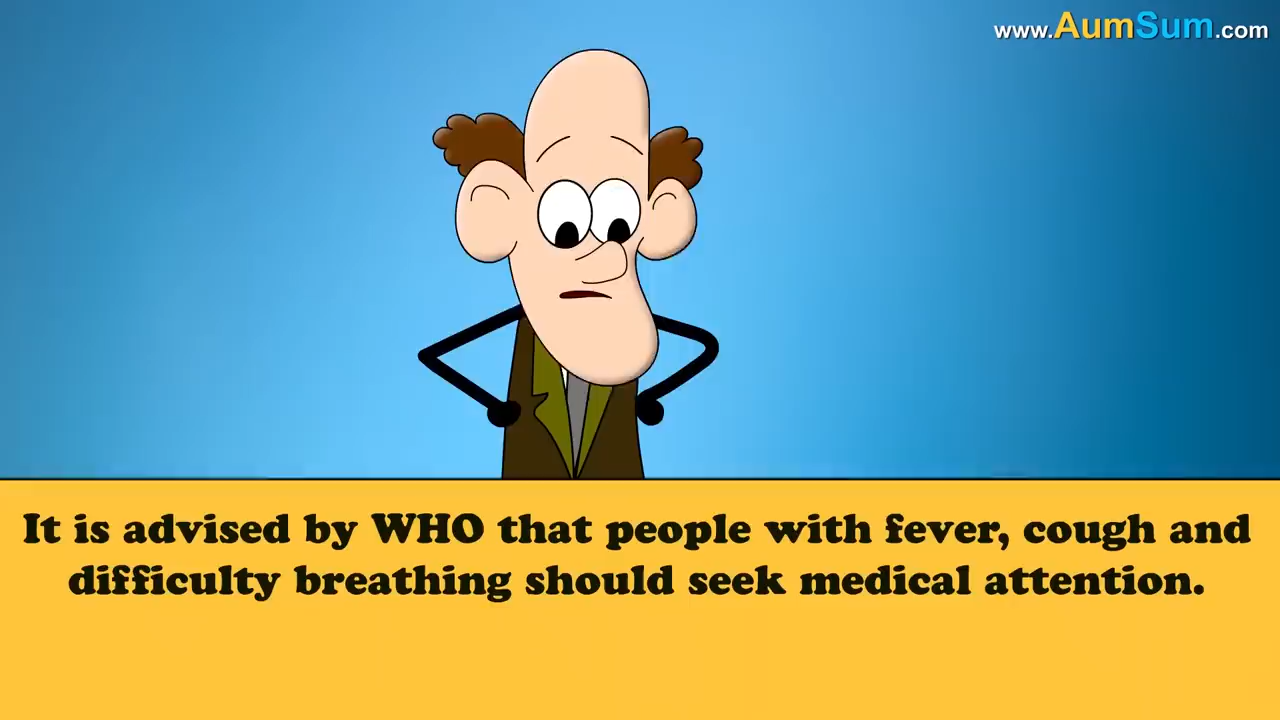 www.AumSum.com
It is advised by WHO that people with fever, cough and
difficulty breathing should seek medical attention.